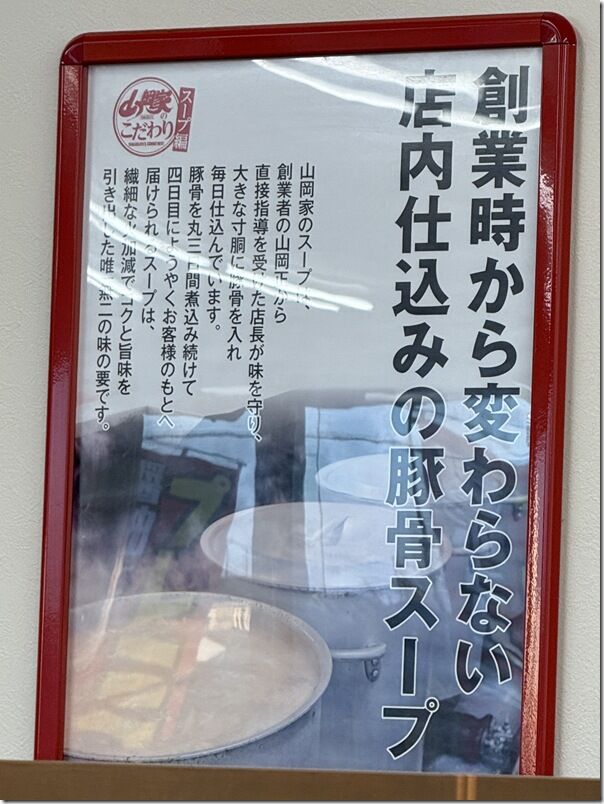 創業時から変わらない
店内仕込みの豚骨スープ
山岡家の
こだわり
スープ編
山岡家のスープは、
創業者の山岡正から
直接指導を受けた店長が味を守り、
大きな寸胴に豚骨を入れ
毎日仕込んでいます。
豚骨を丸三日間煮込み続けて
四日目にようやくお客様のもとへ
届けられるスープは、
繊細な火加減でコクと旨味を
引き出した唯一無二の味の要です。